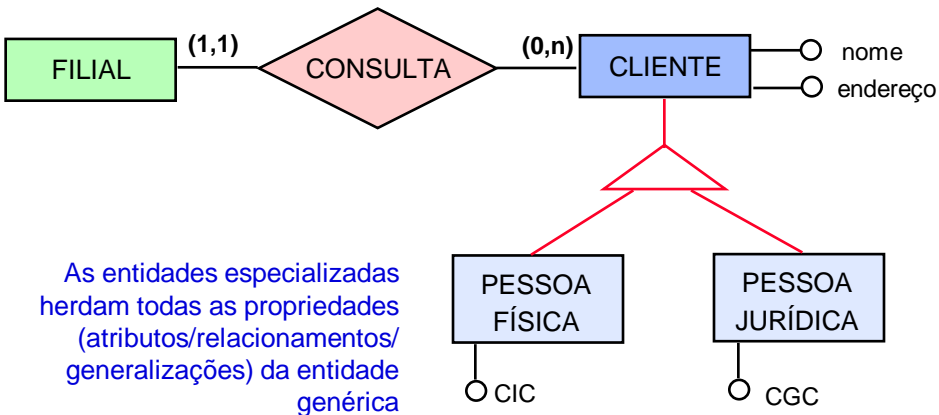 (1,1)
(0,n)
FILIAL
CONSULTA
CLIENTE
nome
endereço
As entidades especializadas
herdam todas as propriedades
(atributos/relacionamentos/
generalizações) da entidade
genérica
PESSOA
FÍSICA
CIC
PESSOA
JURÍDICA
CGC